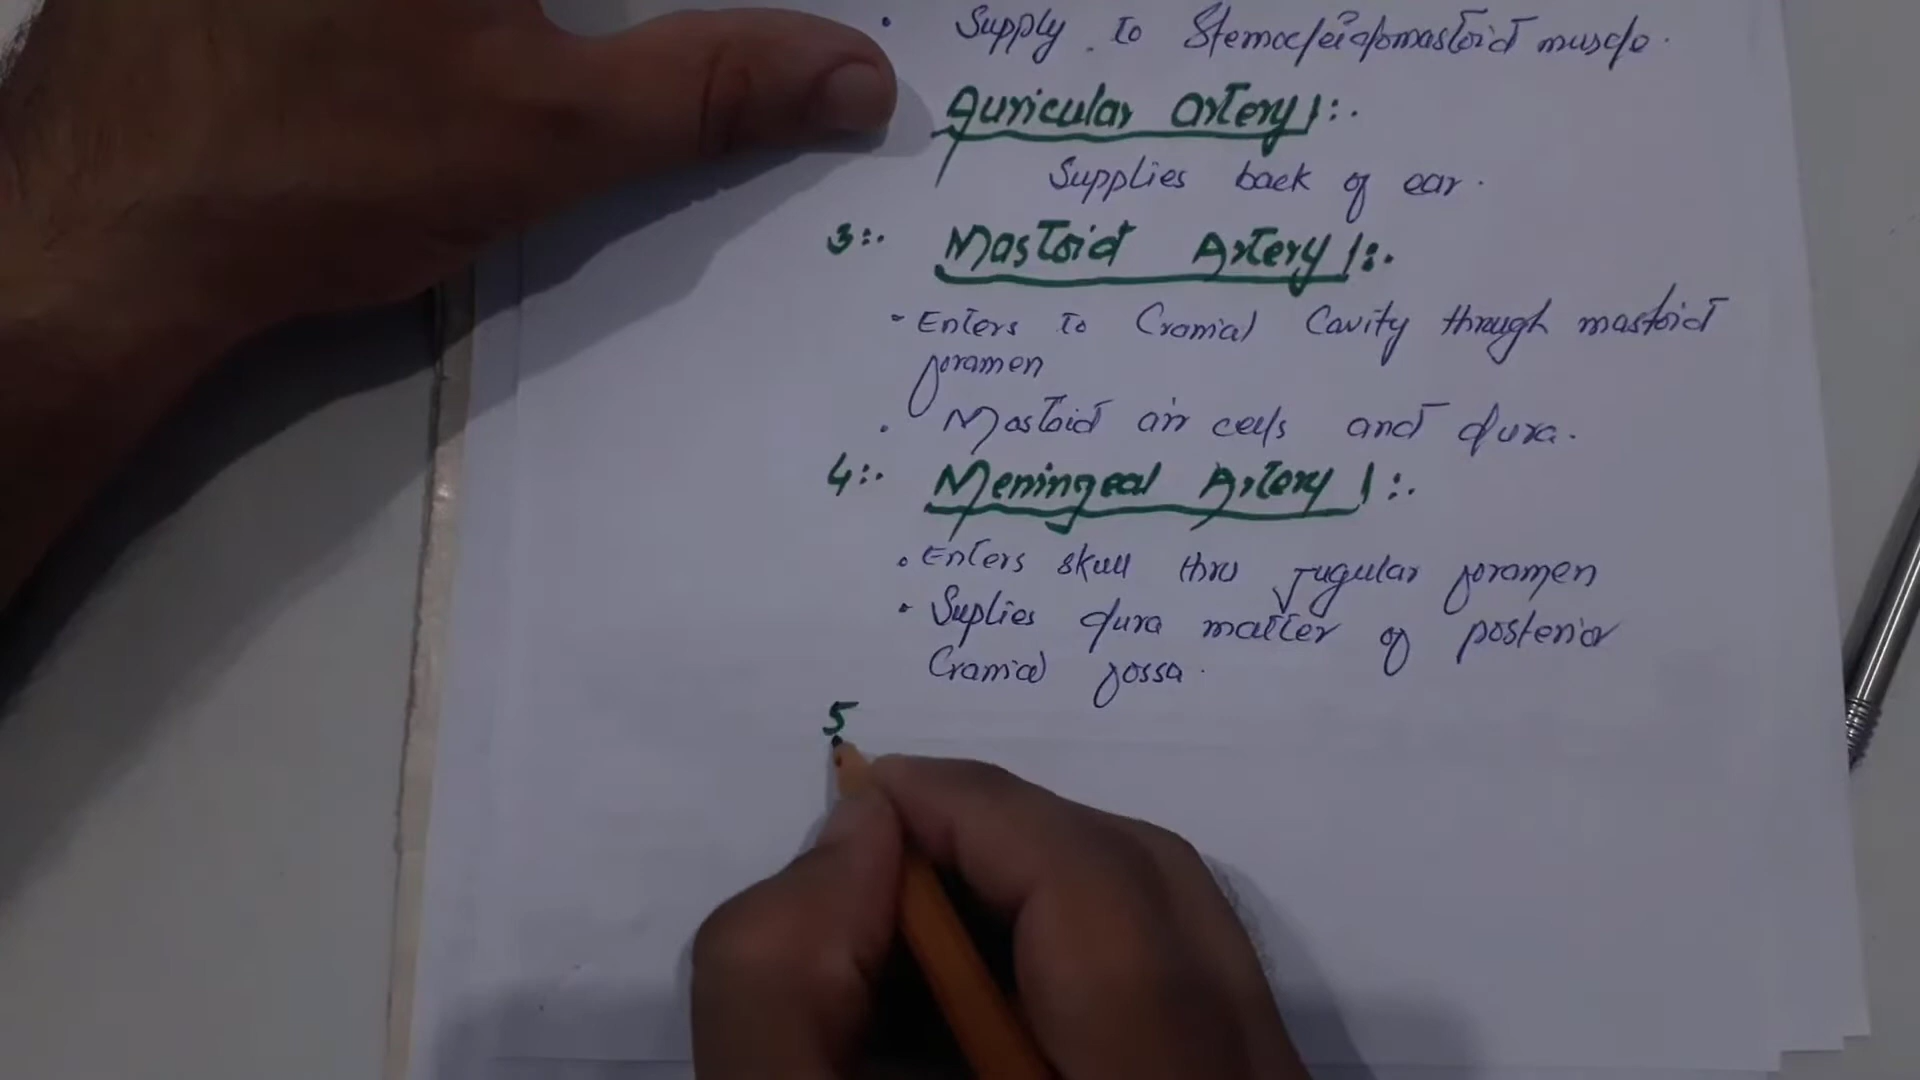 • Supply to Sternocleidomastoid muscle.
Auricular artery :.
Supplies back of ear.
3:. Mastoid Artery :.
- Enters to Cranial Cavity through mastoid
foramen
• Mastoid air cells and dura.
4:. Meningeal Artery :.
• Enters skull thru jugular foramen
• Suplies dura matter of posterior
Cranial fossa.
5